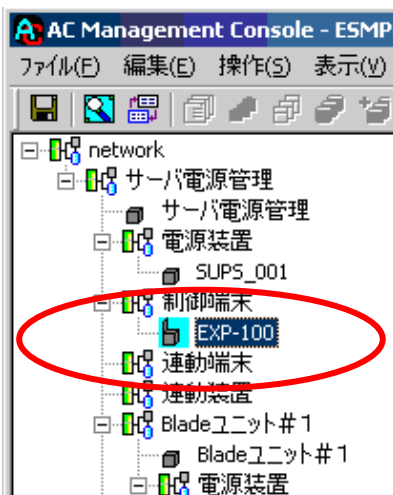 AC Management Console - ESMP
ファイル(F) 編集(E) 操作(S) 表示(V)
network
サーバ電源管理
サーバ電源管理
電源装置
SUPS_001
制御端末
EXP-100
連動端末
連動装置
Bladeユニット#1
Bladeユニット#1
電源装置